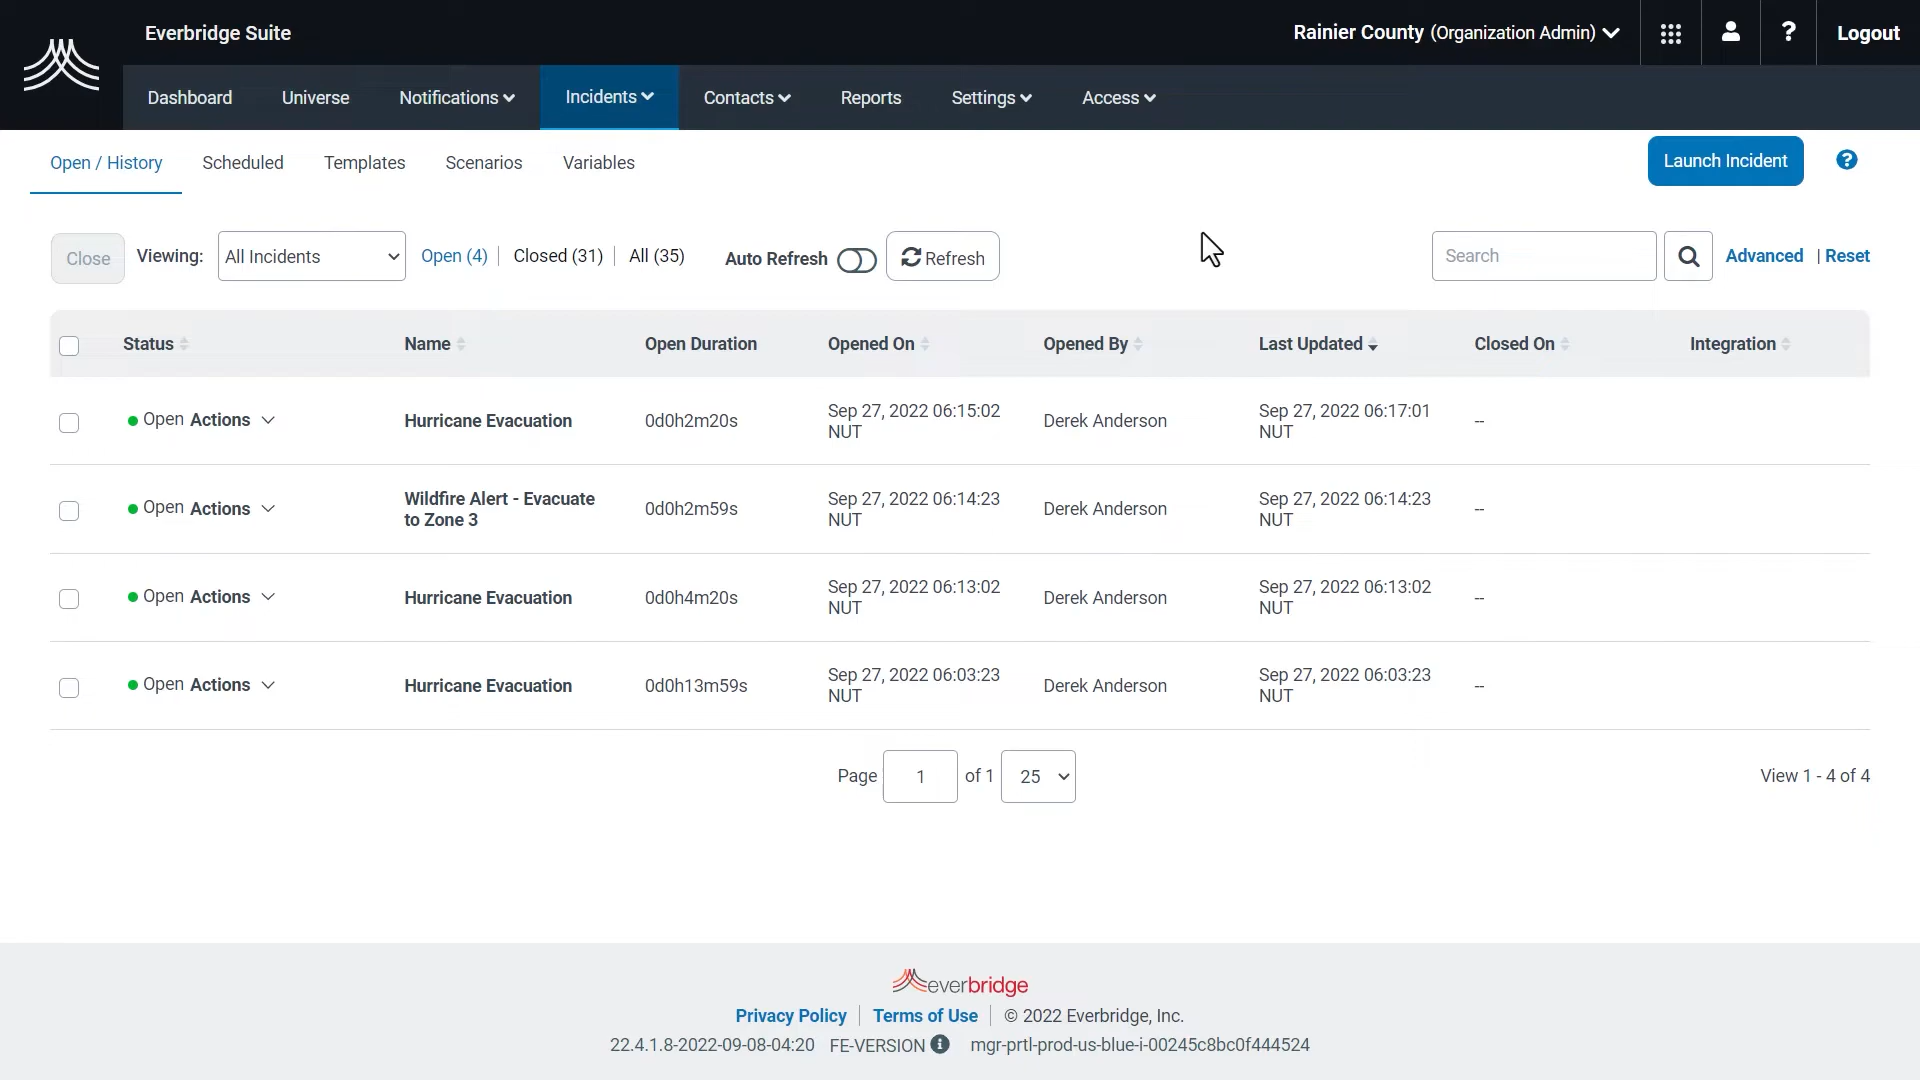 Everbridge Suite
Rainier County (Organization Admin)
?
Logout
Dashboard
Universe
Notifications
Incidents
Contacts
Reports
Settings
Access
Open / History
Scheduled
Templates
Scenarios
Variables
Launch Incident
?
Close
Viewing:
All Incidents
Open (4)
Closed (31)
All (35)
Auto Refresh
Refresh
Search
Advanced | Reset
Status
Name
Open Duration
Opened On
Opened By
Last Updated
Closed On
Integration
Open Actions
Hurricane Evacuation
0d0h2m20s
Sep 27, 2022 06:15:02
NUT
Derek Anderson
Sep 27, 2022 06:17:01
NUT
--
Open Actions
Wildfire Alert - Evacuate
to Zone 3
0d0h2m59s
Sep 27, 2022 06:14:23
NUT
Derek Anderson
Sep 27, 2022 06:14:23
NUT
--
Open Actions
Hurricane Evacuation
0d0h4m20s
Sep 27, 2022 06:13:02
NUT
Derek Anderson
Sep 27, 2022 06:13:02
NUT
--
Open Actions
Hurricane Evacuation
0d0h13m59s
Sep 27, 2022 06:03:23
NUT
Derek Anderson
Sep 27, 2022 06:03:23
NUT
--
Page 1 of 1 25
View 1 - 4 of 4
everbridge
Privacy Policy | Terms of Use | © 2022 Everbridge, Inc.
22.4.1.8-2022-09-08-04:20 FE-VERSION mgr-prtl-prod-us-blue-i-00245c8bc0f444524